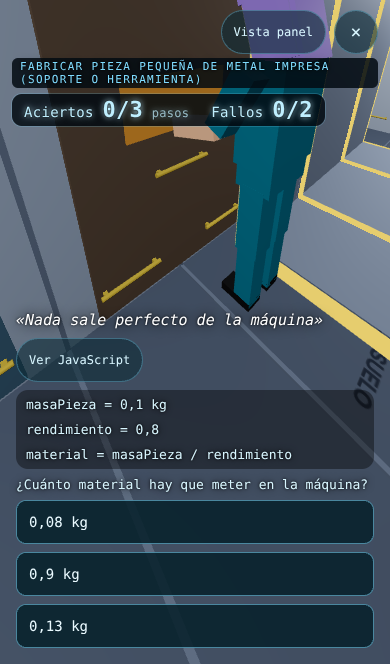 Vista panel
×
FABRICAR PIEZA PEQUEÑA DE METAL IMPRESA
(SOPORTE O HERRAMIENTA)
Aciertos 0/3 pasos Fallos 0/2
«Nada sale perfecto de la máquina»
Ver JavaScript
SUELO
masaPieza = 0,1 kg
rendimiento = 0,8
material = masaPieza / rendimiento
¿Cuánto material hay que meter en la máquina?
0,08 kg
0,9 kg
0,13 kg